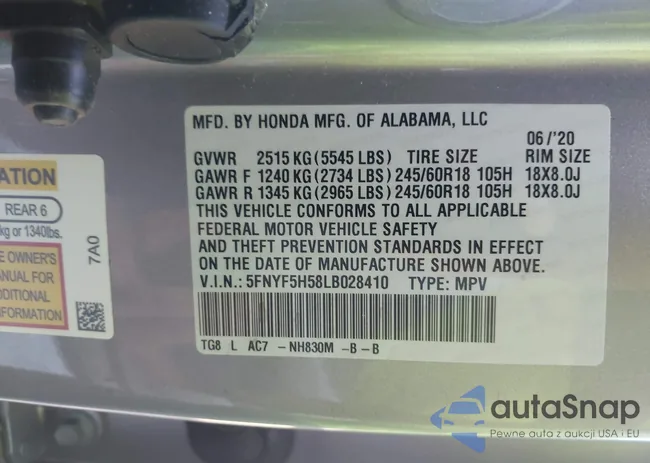 MFD. BY HONDA MFG. OF ALABAMA, LLC
06/'20
GVWR 2515 KG (5545 LBS) TIRE SIZE RIM SIZE
GAWR F 1240 KG (2734 LBS) 245/60R18 105H 18X8.0J
GAWR R 1345 KG (2965 LBS) 245/60R18 105H 18X8.0J
THIS VEHICLE CONFORMS TO ALL APPLICABLE
FEDERAL MOTOR VEHICLE SAFETY
AND THEFT PREVENTION STANDARDS IN EFFECT
ON THE DATE OF MANUFACTURE SHOWN ABOVE.
V.I.N.: 5FNYF5H58LB028410 TYPE: MPV
TG8 L AC7 -NH830M -B-B
ATION
REAR 6
kg or 1340lbs.
E OWNER'S
ANUAL FOR
DITIONAL
RMATION
7A0
autaSnap
Pewne auta z aukcji USA i EU